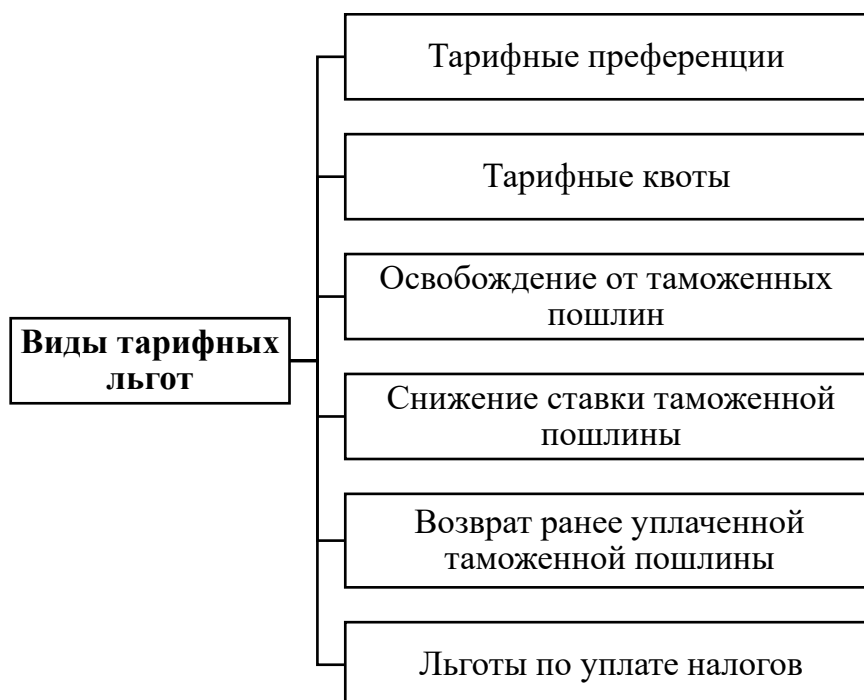 Тарифные преференции
Тарифные квоты
Освобождение от таможенных
пошлин
Виды тарифных
льгот
Снижение ставки таможенной
пошлины
Возврат ранее уплаченной
таможенной пошлины
Льготы по уплате налогов